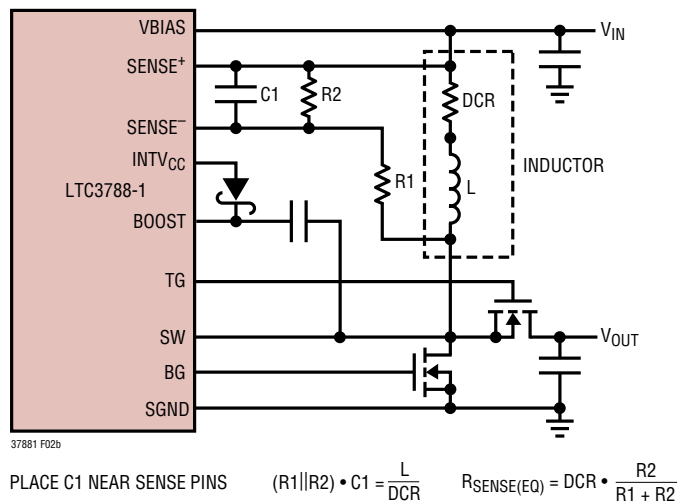 VBIAS
V_IN
SENSE⁺
C1
R2
DCR
SENSE⁻
INTV_CC
INDUCTOR
R1
L
LTC3788-1
BOOST
TG
SW
V_OUT
BG
SGND
37881 F02b
PLACE C1 NEAR SENSE PINS (R1||R2) • C1 = L/DCR R_SENSE(EQ) = DCR • R2/(R1 + R2)